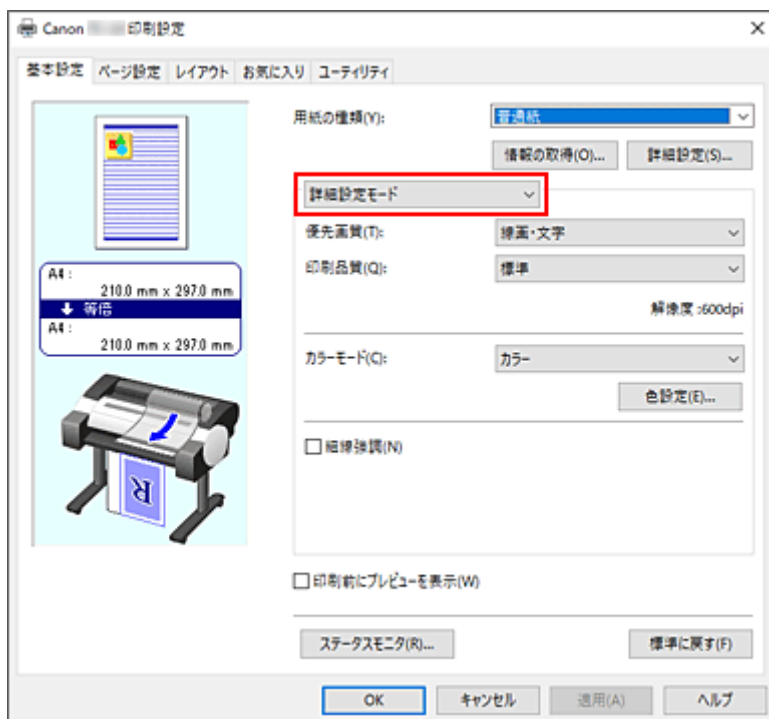 Canon 印刷設定
基本設定 ページ設定 レイアウト お気に入り ユーティリティ
用紙の種類(Y): 普通紙
情報の取得(O)... 詳細設定(S)...
詳細設定モード
優先画質(T): 線画・文字
印刷品質(Q): 標準
解像度 :600dpi
A4 :
210.0 mm x 297.0 mm
等倍
A4 :
210.0 mm x 297.0 mm
カラーモード(C): カラー
色設定(E)...
細線強調(N)
R
印刷前にプレビューを表示(W)
ステータスモニタ(R)... 標準に戻す(F)
OK キャンセル 適用(A) ヘルプ